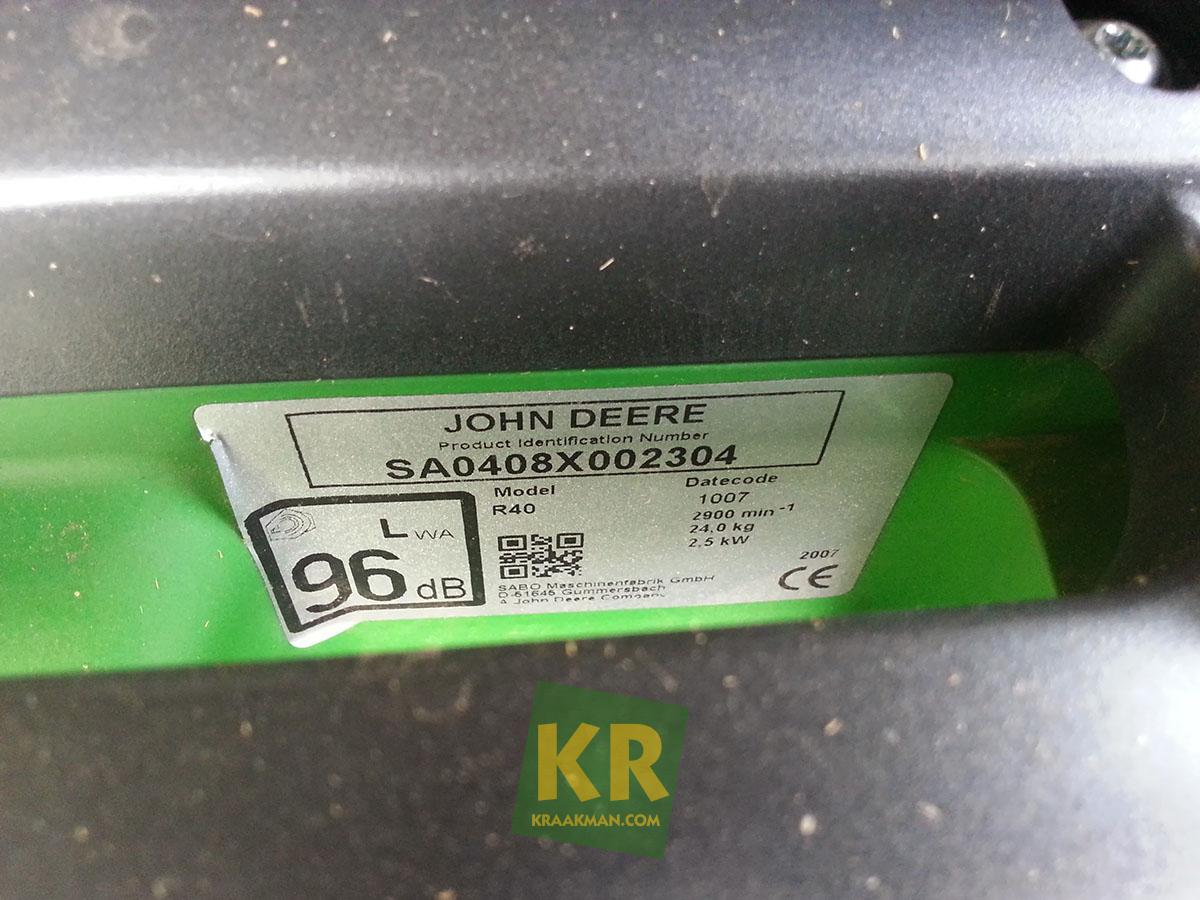 JOHN DEERE
Product Identification Number
SA0408X002304
Model
R40
Datecode
1007
2900 min⁻¹
24,0 kg
2,5 kW
LWA
96 dB
SABO Maschinenfabrik GmbH
D-51645 Gummersbach
A John Deere Company
2007
CE
KR
KRAAKMAN.COM